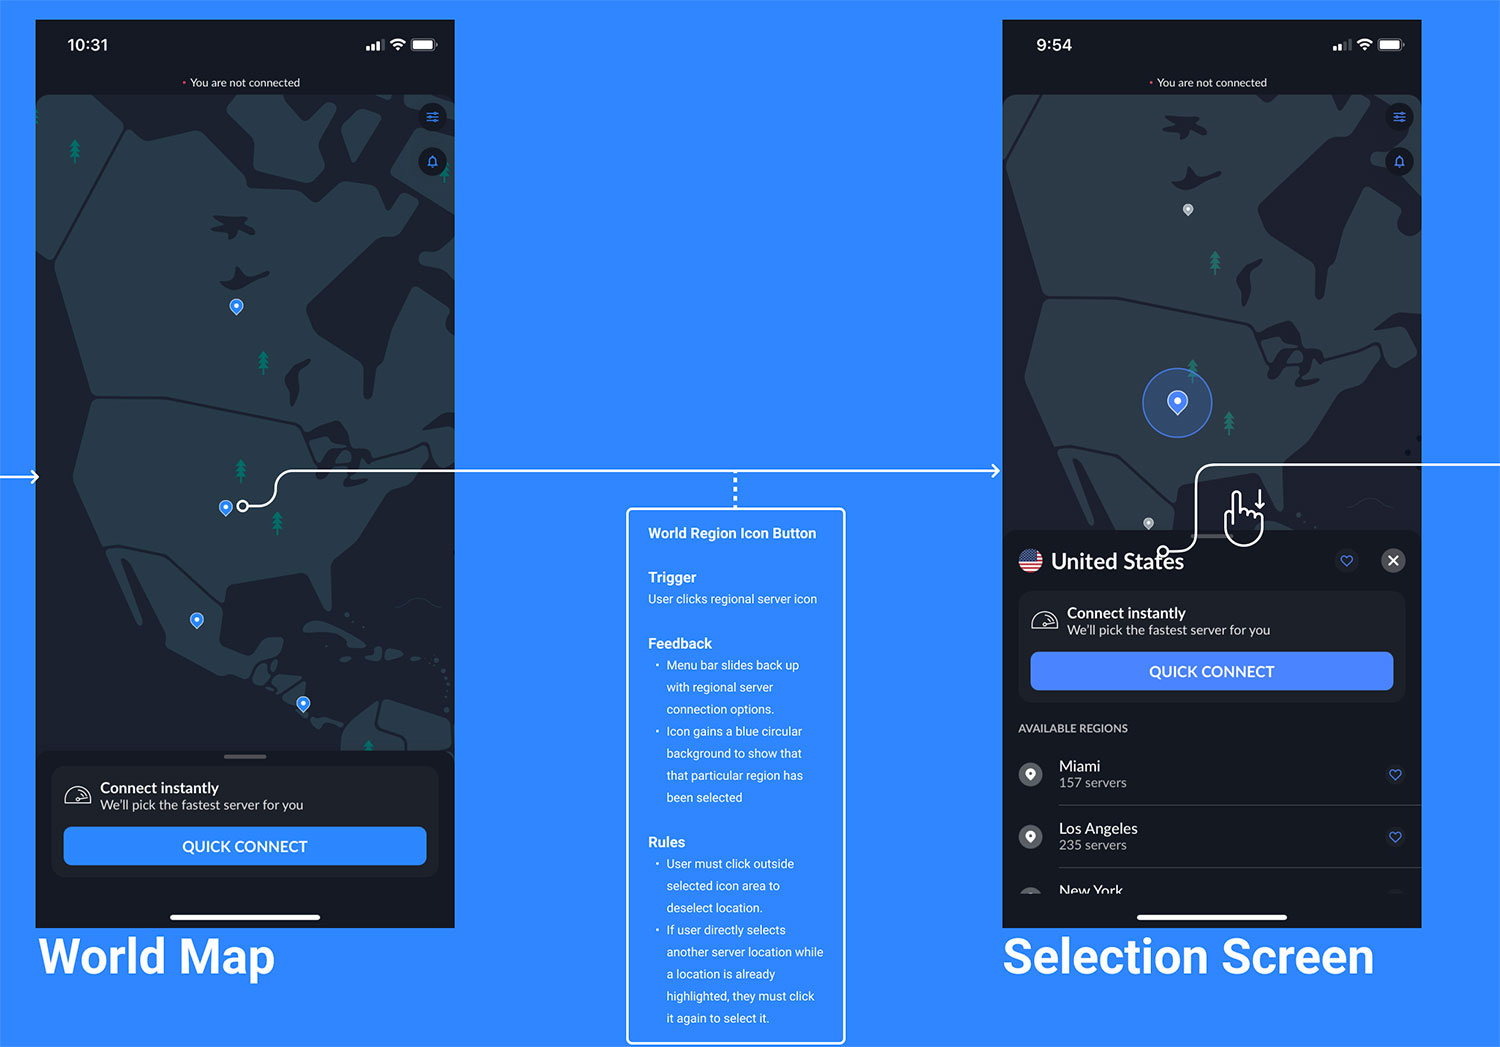 10:31
• You are not connected
Connect instantly
We'll pick the fastest server for you
QUICK CONNECT
World Map
World Region Icon Button
Trigger
User clicks regional server icon
Feedback
• Menu bar slides back up
with regional server
connection options.
• Icon gains a blue circular
background to show that
that particular region has
been selected
Rules
• User must click outside
selected icon area to
deselect location.
• If user directly selects
another server location while
a location is already
highlighted, they must click
it again to select it.
9:54
• You are not connected
United States
Connect instantly
We'll pick the fastest server for you
QUICK CONNECT
AVAILABLE REGIONS
Miami
157 servers
Los Angeles
235 servers
New York
Selection Screen